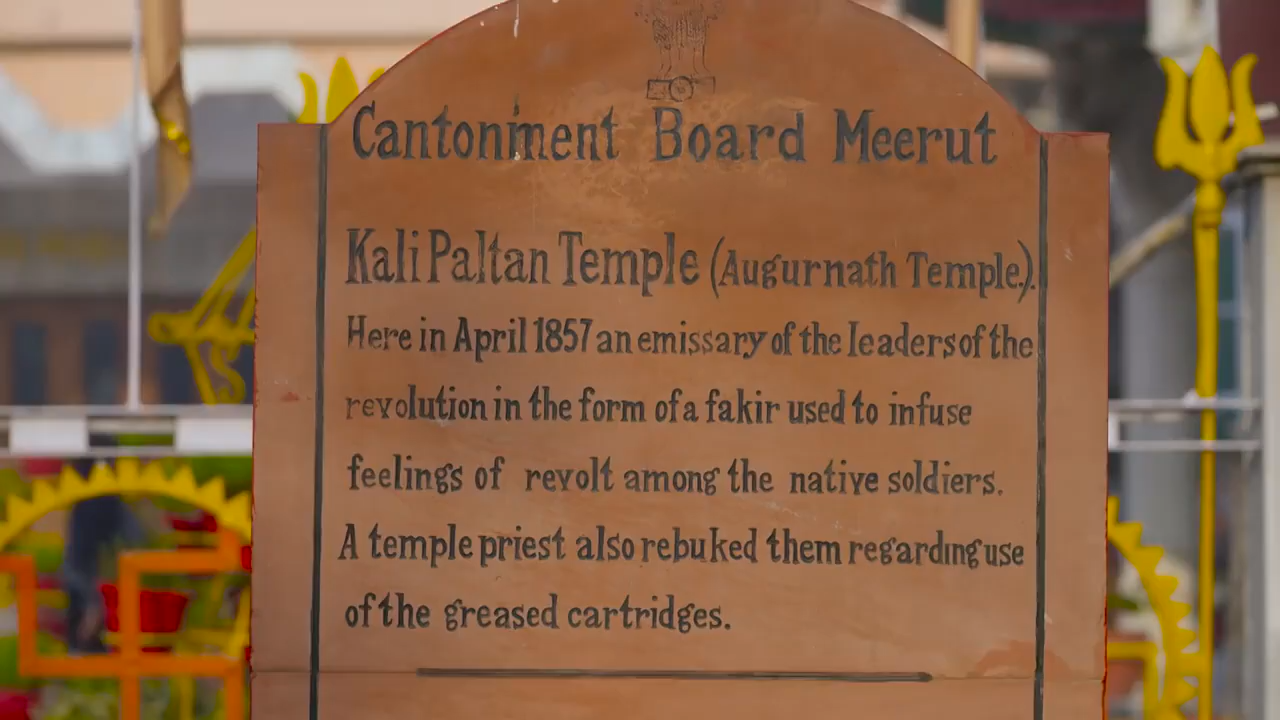 Cantonment Board Meerut
Kali Paltan Temple (Augurnath Temple).
Here in April 1857 an emissary of the leaders of the
revolution in the form of a fakir used to infuse
feelings of revolt among the native soldiers.
A temple priest also rebuked them regarding use
of the greased cartridges.